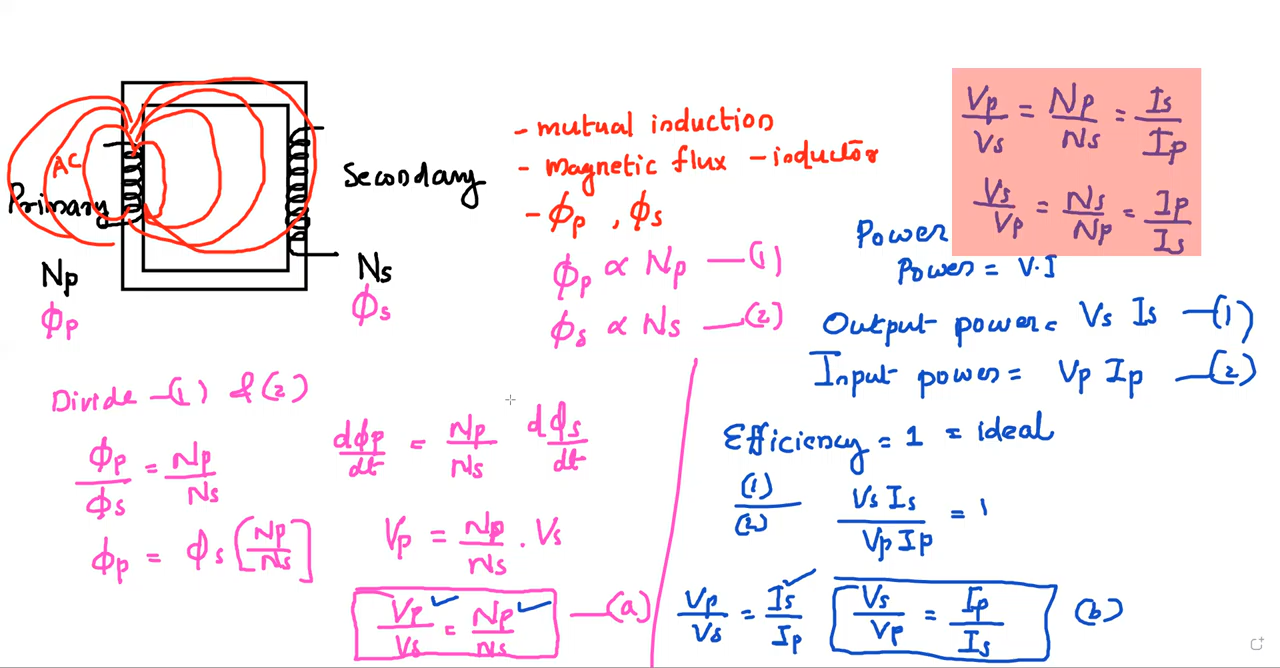 AC
Primary
Np
ϕp
Secondary
Ns
ϕs
- mutual induction
- magnetic flux - inductor
- ϕp , ϕs
ϕp ∝ Np —(1)
ϕs ∝ Ns —(2)
Vp/Vs = Np/Ns = Is/Ip
Vs/Vp = Ns/Np = Ip/Is
Power
Power = V·I
Output power = Vs Is —(1)
Input power = Vp Ip —(2)
Divide —(1) & (2)
ϕp/ϕs = Np/Ns
ϕp = ϕs [Np/Ns]
dϕp/dt = Np/Ns dϕs/dt
Vp = Np/Ns . Vs
Vp/Vs = Np/Ns —(a)
Efficiency = 1 = ideal
(1)/(2) Vs Is/Vp Ip = 1
Vp/Vs = Is/Ip
Vs/Vp = Ip/Is (b)